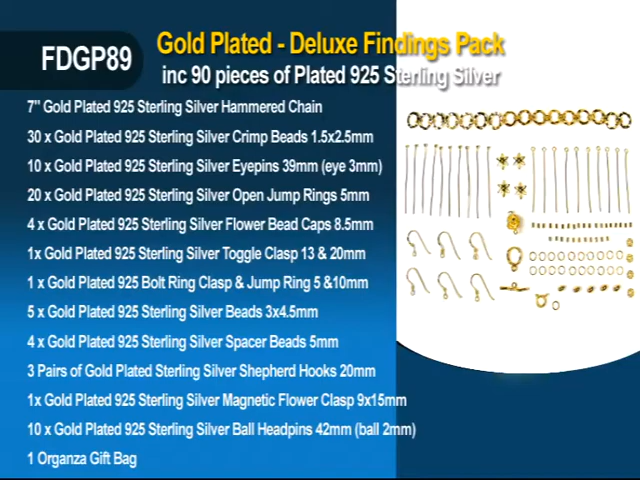 FDGP89
Gold Plated - Deluxe Findings Pack
inc 90 pieces of Plated 925 Sterling Silver
7" Gold Plated 925 Sterling Silver Hammered Chain
30 x Gold Plated 925 Sterling Silver Crimp Beads 1.5x2.5mm
10 x Gold Plated 925 Sterling Silver Eyepins 39mm (eye 3mm)
20 x Gold Plated 925 Sterling Silver Open Jump Rings 5mm
4 x Gold Plated 925 Sterling Silver Flower Bead Caps 8.5mm
1x Gold Plated 925 Sterling Silver Toggle Clasp 13 & 20mm
1 x Gold Plated 925 Bolt Ring Clasp & Jump Ring 5 &10mm
5 x Gold Plated 925 Sterling Silver Beads 3x4.5mm
4 x Gold Plated 925 Sterling Silver Spacer Beads 5mm
3 Pairs of Gold Plated Sterling Silver Shepherd Hooks 20mm
1x Gold Plated 925 Sterling Silver Magnetic Flower Clasp 9x15mm
10 x Gold Plated 925 Sterling Silver Ball Headpins 42mm (ball 2mm)
1 Organza Gift Bag